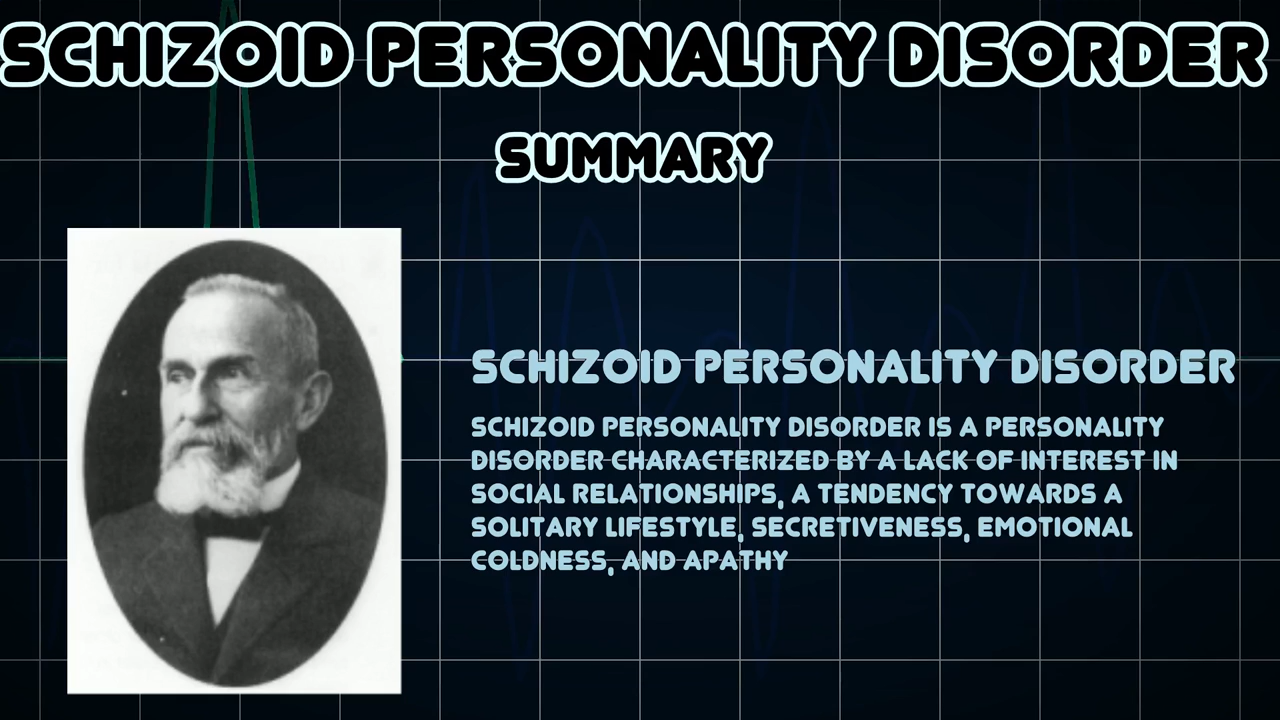 SCHIZOID PERSONALITY DISORDER
SUMMARY
SCHIZOID PERSONALITY DISORDER
SCHIZOID PERSONALITY DISORDER IS A PERSONALITY
DISORDER CHARACTERIZED BY A LACK OF INTEREST IN
SOCIAL RELATIONSHIPS, A TENDENCY TOWARDS A
SOLITARY LIFESTYLE, SECRETIVENESS, EMOTIONAL
COLDNESS, AND APATHY